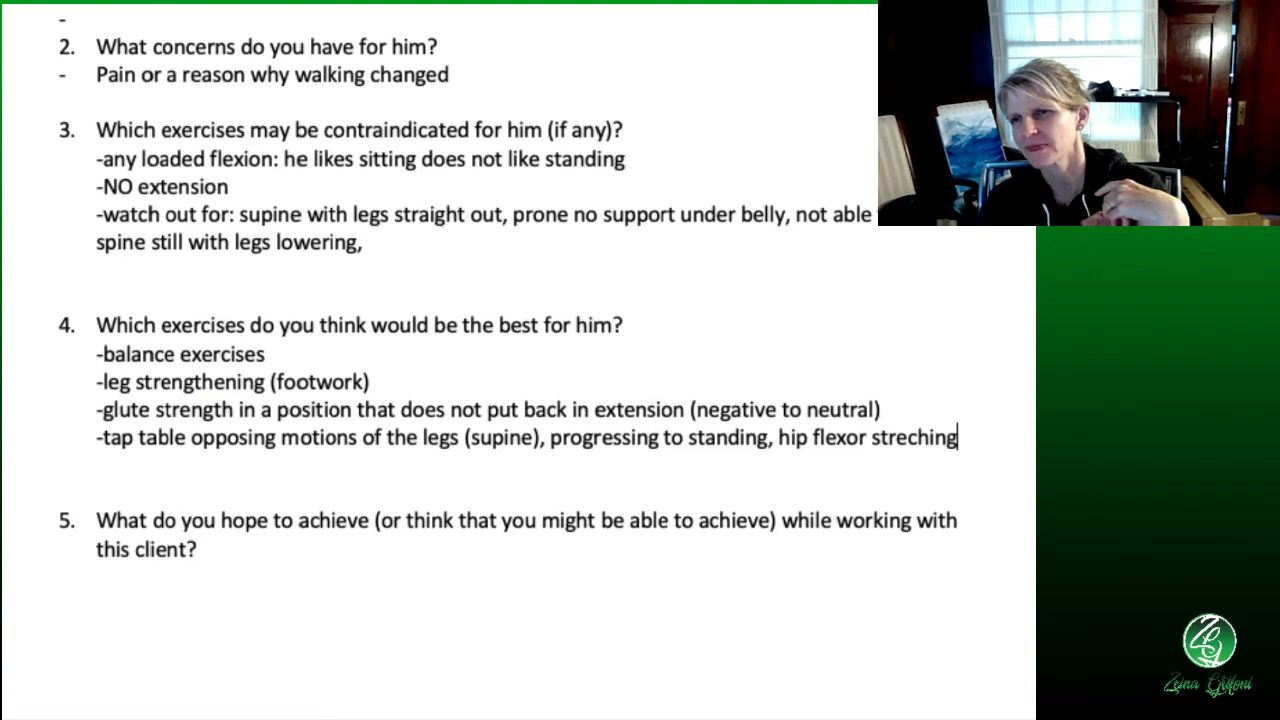 -
2. What concerns do you have for him?
- Pain or a reason why walking changed
3. Which exercises may be contraindicated for him (if any)?
-any loaded flexion: he likes sitting does not like standing
-NO extension
-watch out for: supine with legs straight out, prone no support under belly, not able
spine still with legs lowering,
4. Which exercises do you think would be the best for him?
-balance exercises
-leg strengthening (footwork)
-glute strength in a position that does not put back in extension (negative to neutral)
-tap table opposing motions of the legs (supine), progressing to standing, hip flexor streching
5. What do you hope to achieve (or think that you might be able to achieve) while working with
this client?